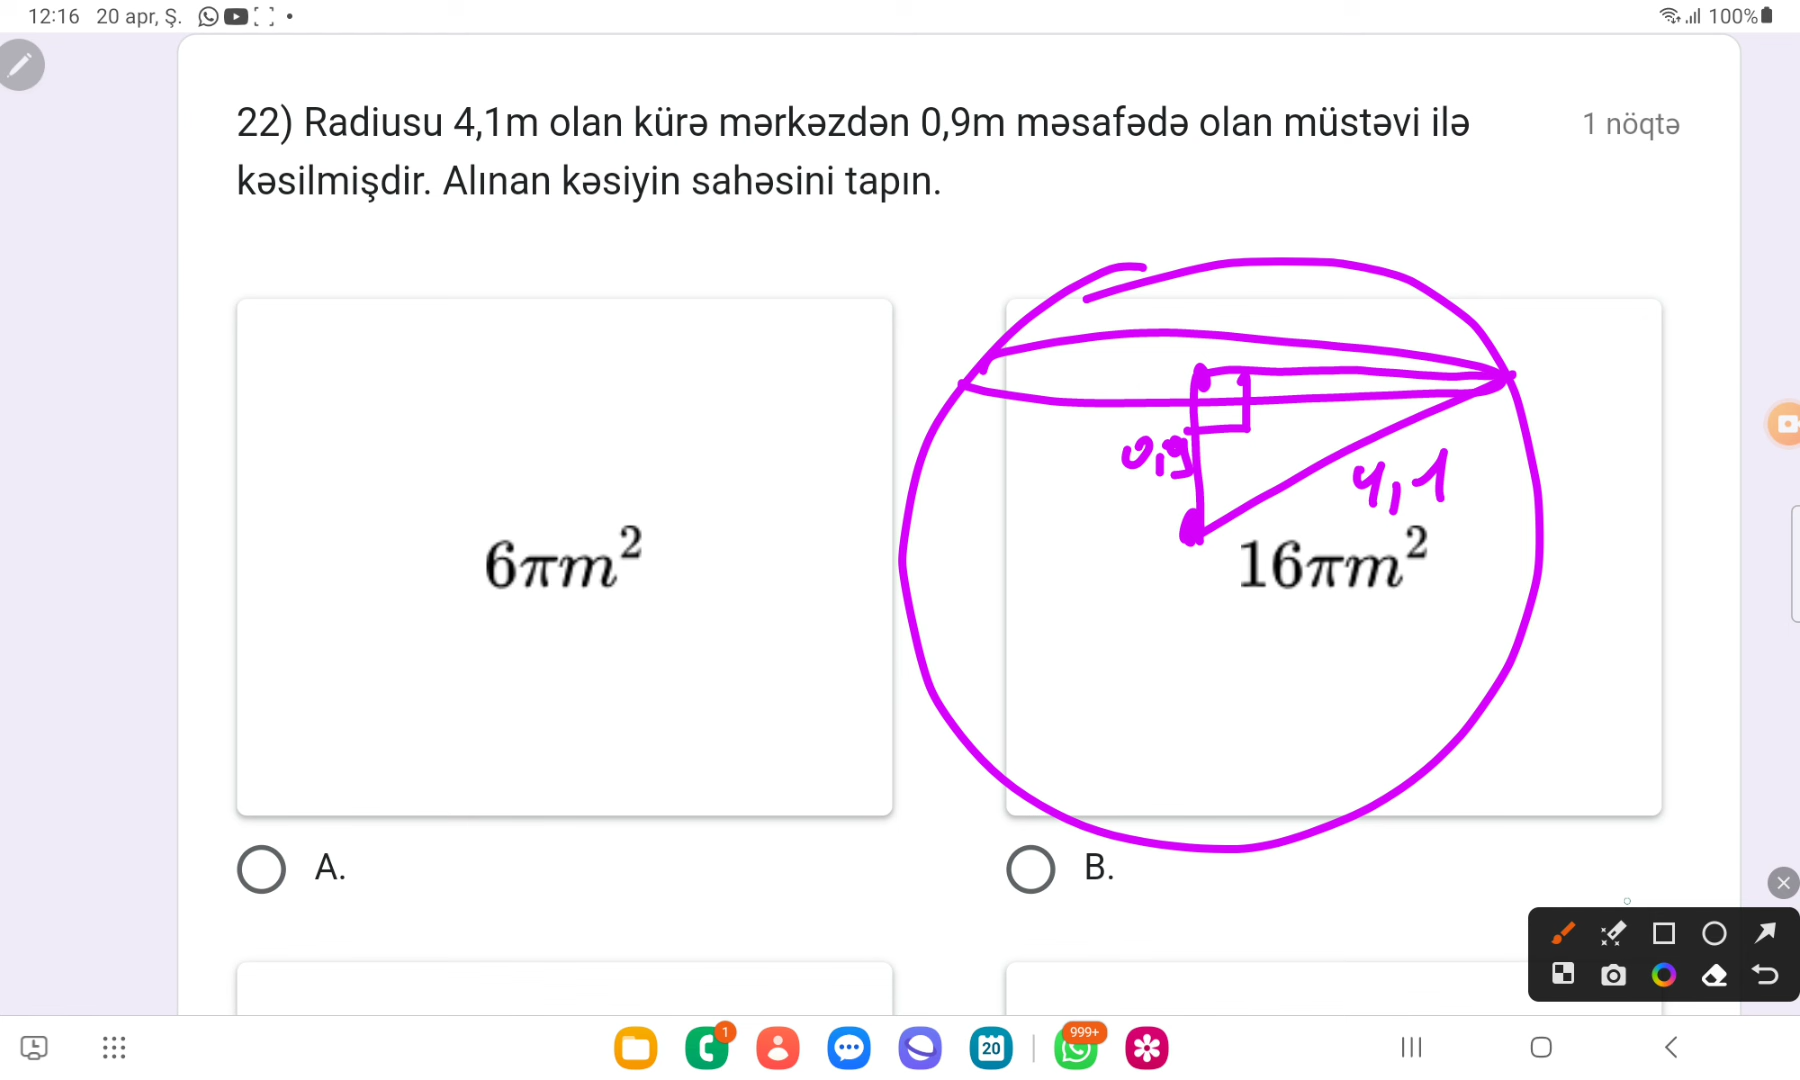 12:16 20 apr, Ş. 100%
22) Radiusu 4,1m olan kürə mərkəzdən 0,9m məsafədə olan müstəvi ilə
kəsilmişdir. Alınan kəsiyin sahəsini tapın.
1 nöqtə
0,9
4,1
6πm²
16πm²
A.
B.
1
20
999+